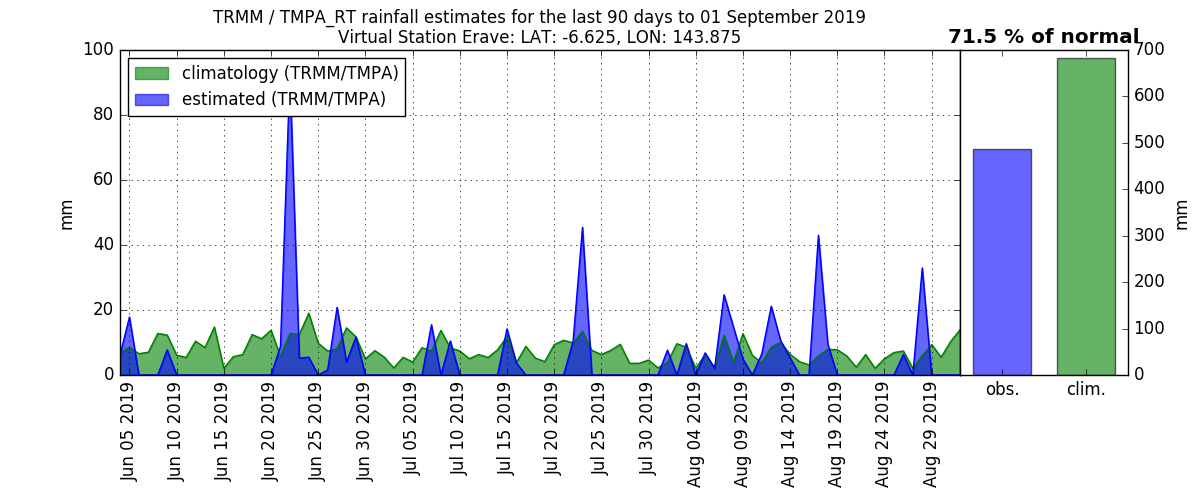 TRMM / TMPA_RT rainfall estimates for the last 90 days to 01 September 2019
Virtual Station Erave: LAT: -6.625, LON: 143.875
71.5 % of normal
climatology (TRMM/TMPA)
estimated (TRMM/TMPA)
mm
100
80
60
40
20
0
Jun 05 2019
Jun 10 2019
Jun 15 2019
Jun 20 2019
Jun 25 2019
Jun 30 2019
Jul 05 2019
Jul 10 2019
Jul 15 2019
Jul 20 2019
Jul 25 2019
Jul 30 2019
Aug 04 2019
Aug 09 2019
Aug 14 2019
Aug 19 2019
Aug 24 2019
Aug 29 2019
obs.
clim.
700
600
500
400
300
200
100
0
mm